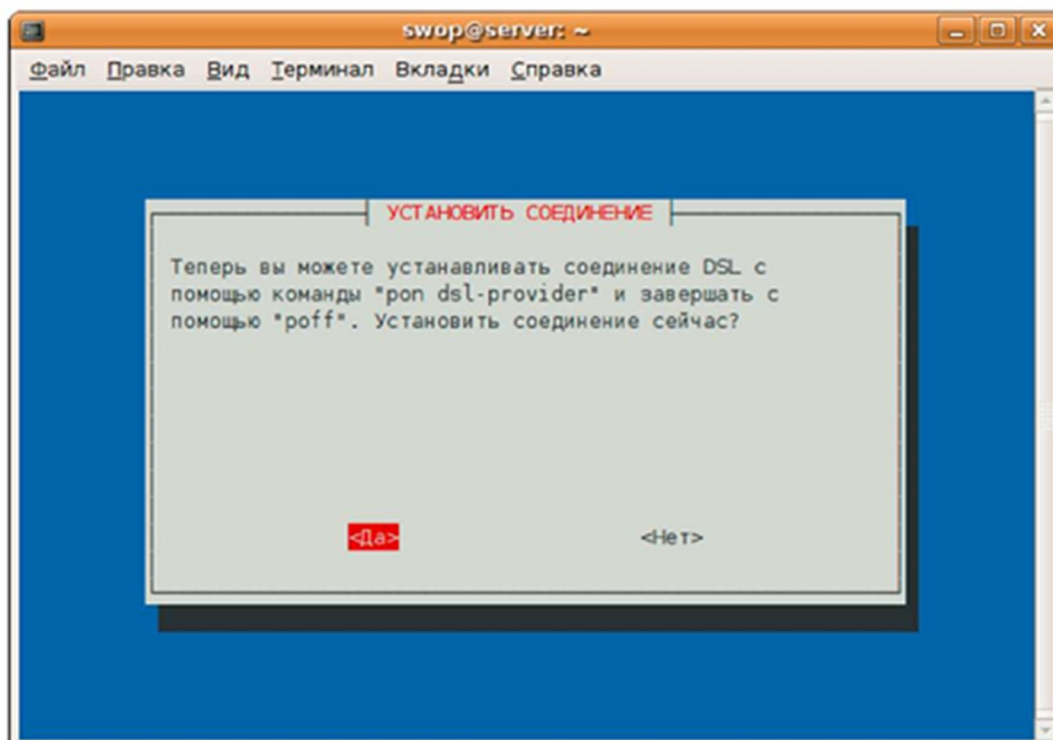 swop@server: ~
Файл Правка Вид Терминал Вкладки Справка
УСТАНОВИТЬ СОЕДИНЕНИЕ
Теперь вы можете устанавливать соединение DSL с
помощью команды "pon dsl-provider" и завершать с
помощью "poff". Установить соединение сейчас?
<Да> <Нет>